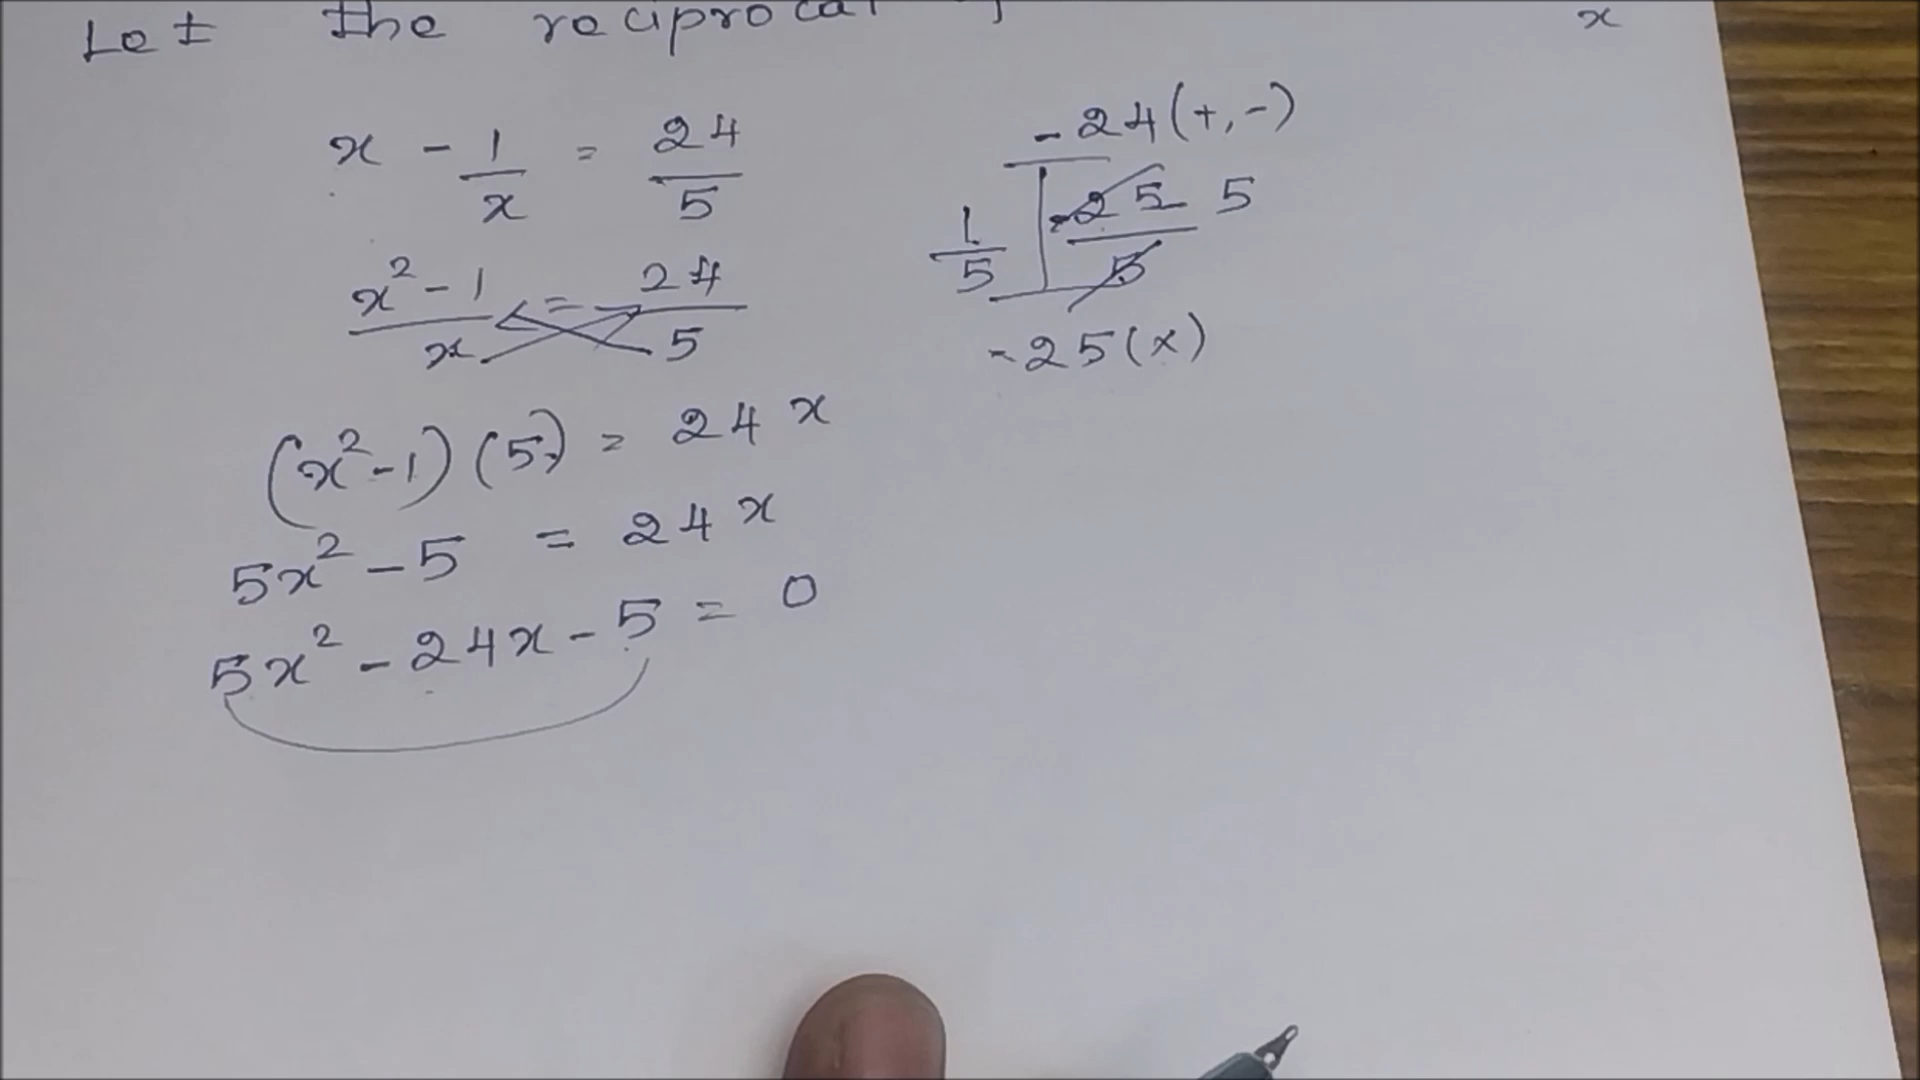 Let the reciprocal
x
x - 1/x = 24/5
x² - 1/x = 24/5
(x² - 1) (5) = 24x
5x² - 5 = 24x
5x² - 24x - 5 = 0
-24 (+, -)
1/5 | -25/5 5
-25 (x)